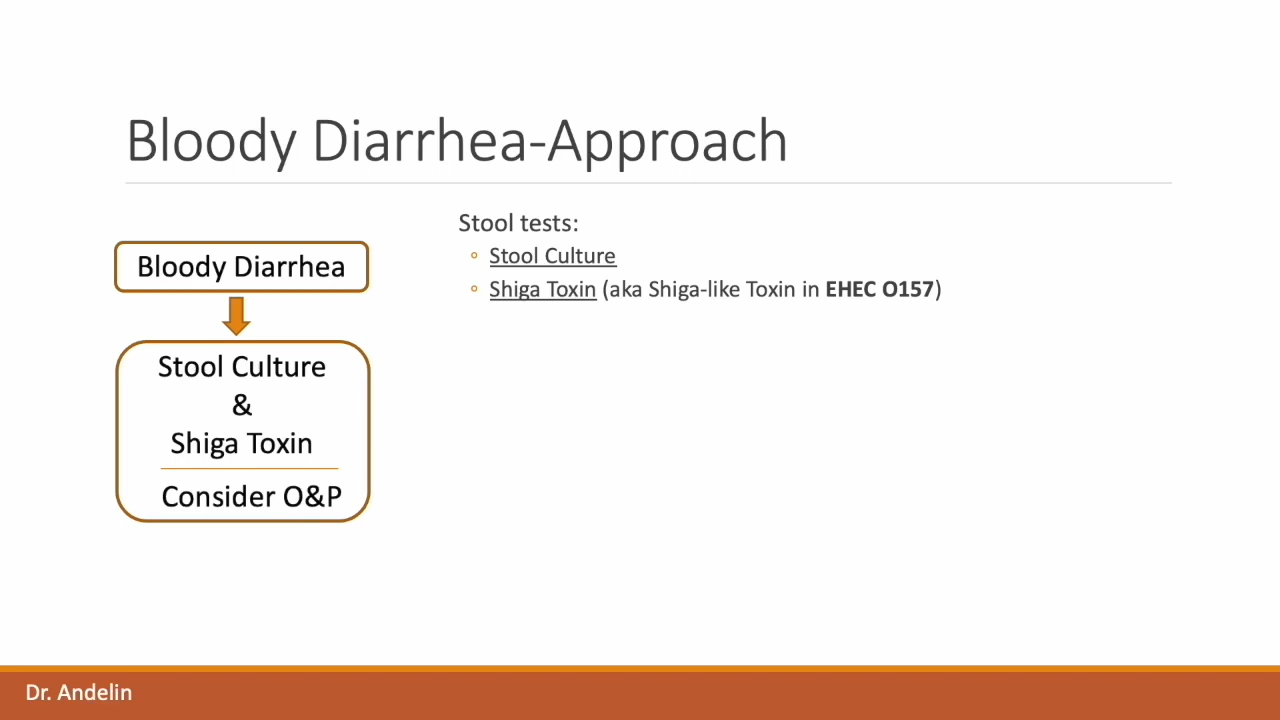 Bloody Diarrhea-Approach
Bloody Diarrhea
Stool Culture
&
Shiga Toxin
Consider O&P
Stool tests:
◦ Stool Culture
◦ Shiga Toxin (aka Shiga-like Toxin in EHEC O157)
Dr. Andelin